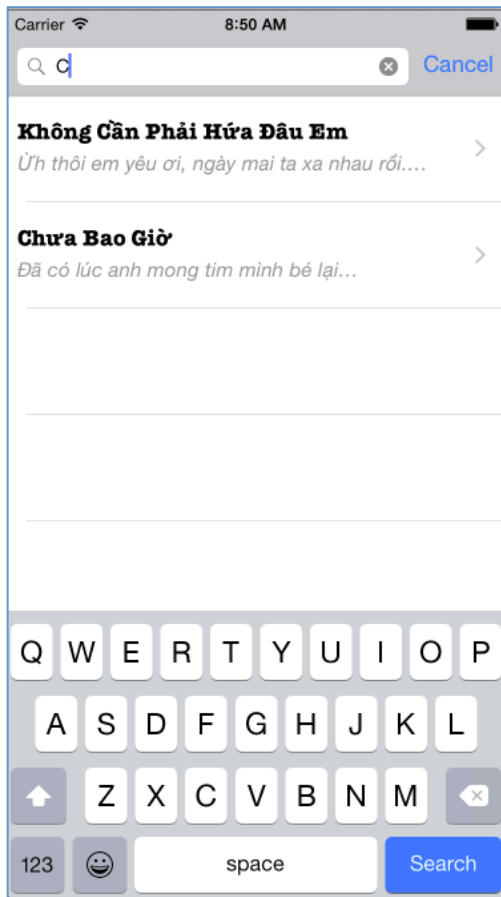 Carrier 8:50 AM
C Cancel
Không Cần Phải Hứa Đâu Em
Ừh thôi em yêu ơi, ngày mai ta xa nhau rồi....
Chưa Bao Giờ
Đã có lúc anh mong tim mình bé lại...
Q W E R T Y U I O P
A S D F G H J K L
Z X C V B N M
123 space Search